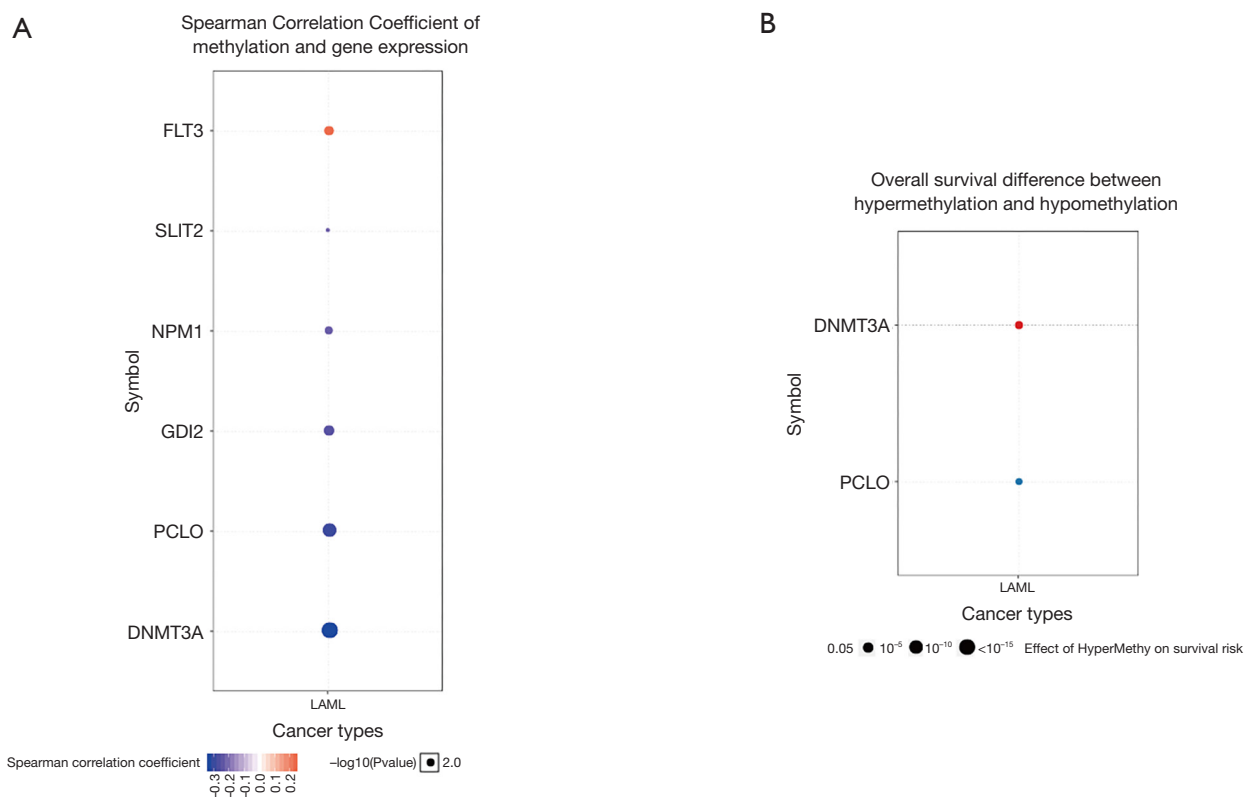 A
Spearman Correlation Coefficient of
methylation and gene expression
FLT3
SLIT2
NPM1
GDI2
PCLO
DNMT3A
Symbol
LAML
Cancer types
Spearman correlation coefficient
-0.3
-0.2
-0.1
0.0
0.1
0.2
−log10(Pvalue) 2.0
B
Overall survival difference between
hypermethylation and hypomethylation
DNMT3A
PCLO
Symbol
LAML
Cancer types
0.05 10⁻⁵ 10⁻¹⁰ <10⁻¹⁵ Effect of HyperMethy on survival risk